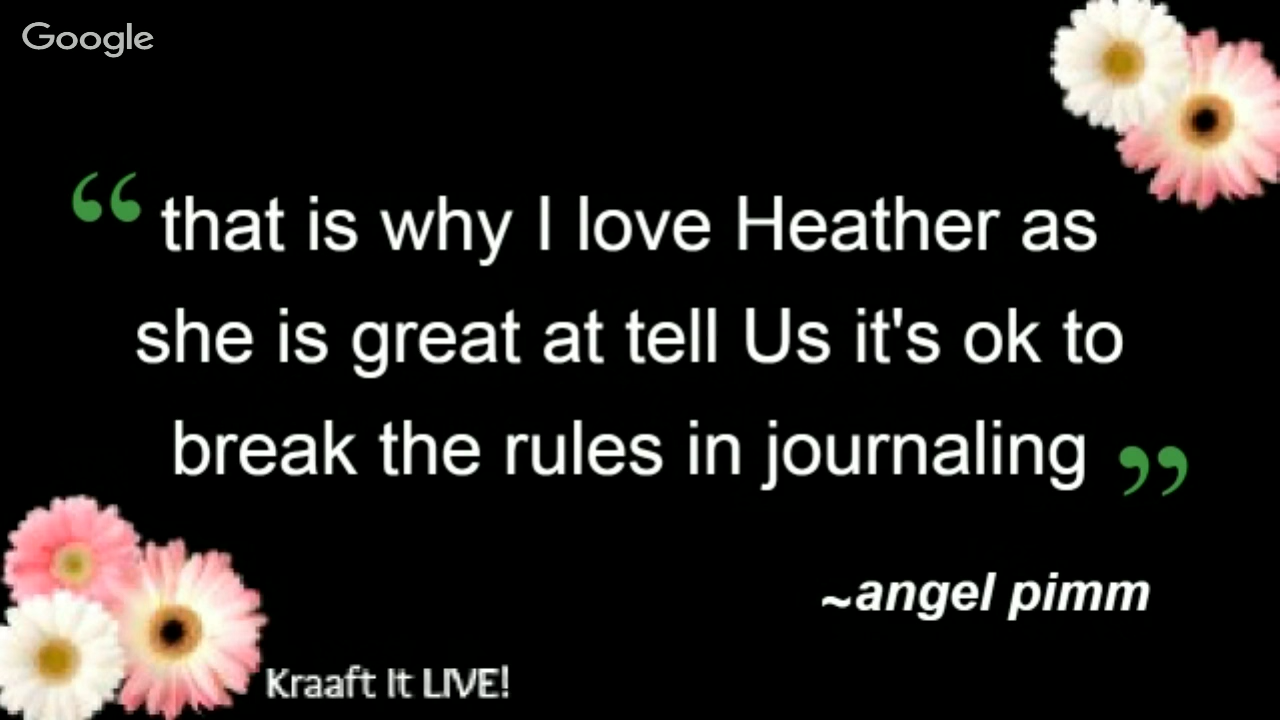 Google
“ that is why I love Heather as
she is great at tell Us it's ok to
break the rules in journaling ”
~angel pimm
Kraaft It LIVE!